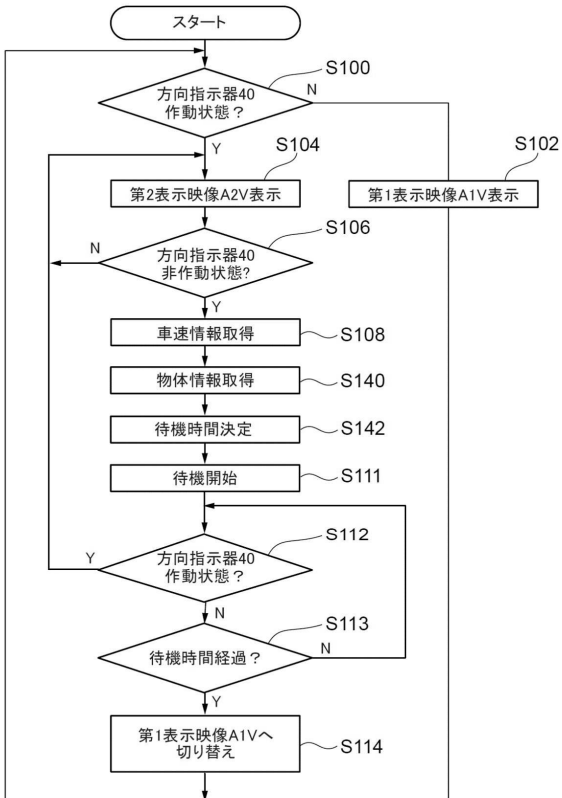 スタート
S100
方向指示器40
作動状態？
N
Y
S104
S102
第2表示映像A2V表示
第1表示映像A1V表示
S106
N
方向指示器40
非作動状態?
Y
車速情報取得
S108
物体情報取得
S140
待機時間決定
S142
待機開始
S111
S112
Y
方向指示器40
作動状態？
N
S113
待機時間経過？
N
Y
第1表示映像A1Vへ
切り替え
S114